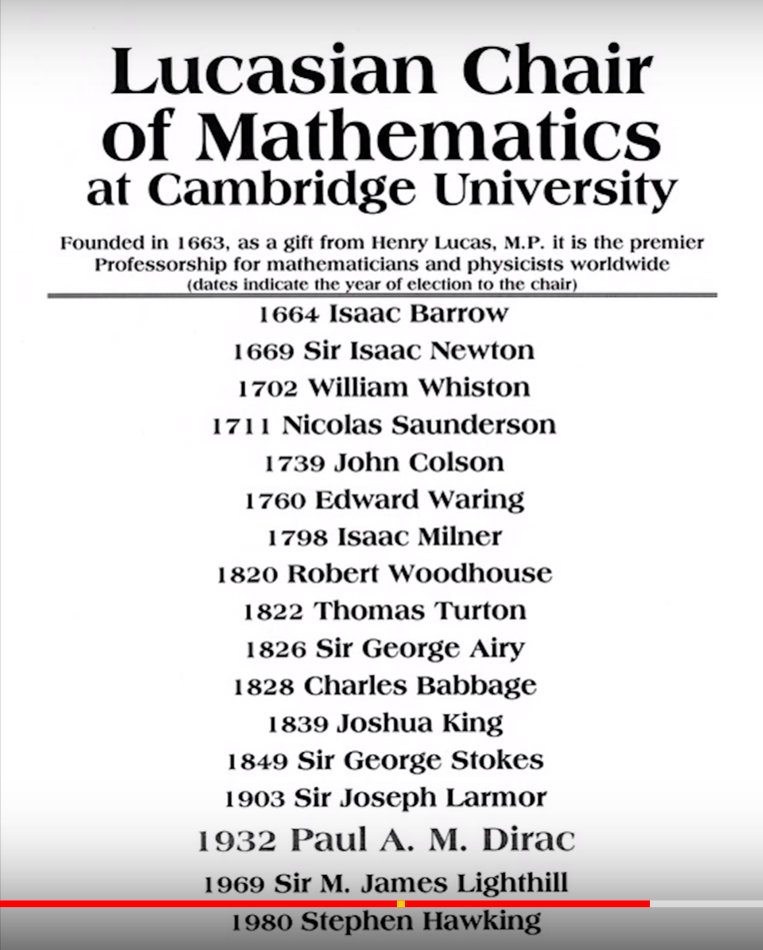 Lucasian Chair
of Mathematics
at Cambridge University
Founded in 1663, as a gift from Henry Lucas, M.P. it is the premier
Professorship for mathematicians and physicists worldwide
(dates indicate the year of election to the chair)
1664 Isaac Barrow
1669 Sir Isaac Newton
1702 William Whiston
1711 Nicolas Saunderson
1739 John Colson
1760 Edward Waring
1798 Isaac Milner
1820 Robert Woodhouse
1822 Thomas Turton
1826 Sir George Airy
1828 Charles Babbage
1839 Joshua King
1849 Sir George Stokes
1903 Sir Joseph Larmor
1932 Paul A. M. Dirac
1969 Sir M. James Lighthill
1980 Stephen Hawking